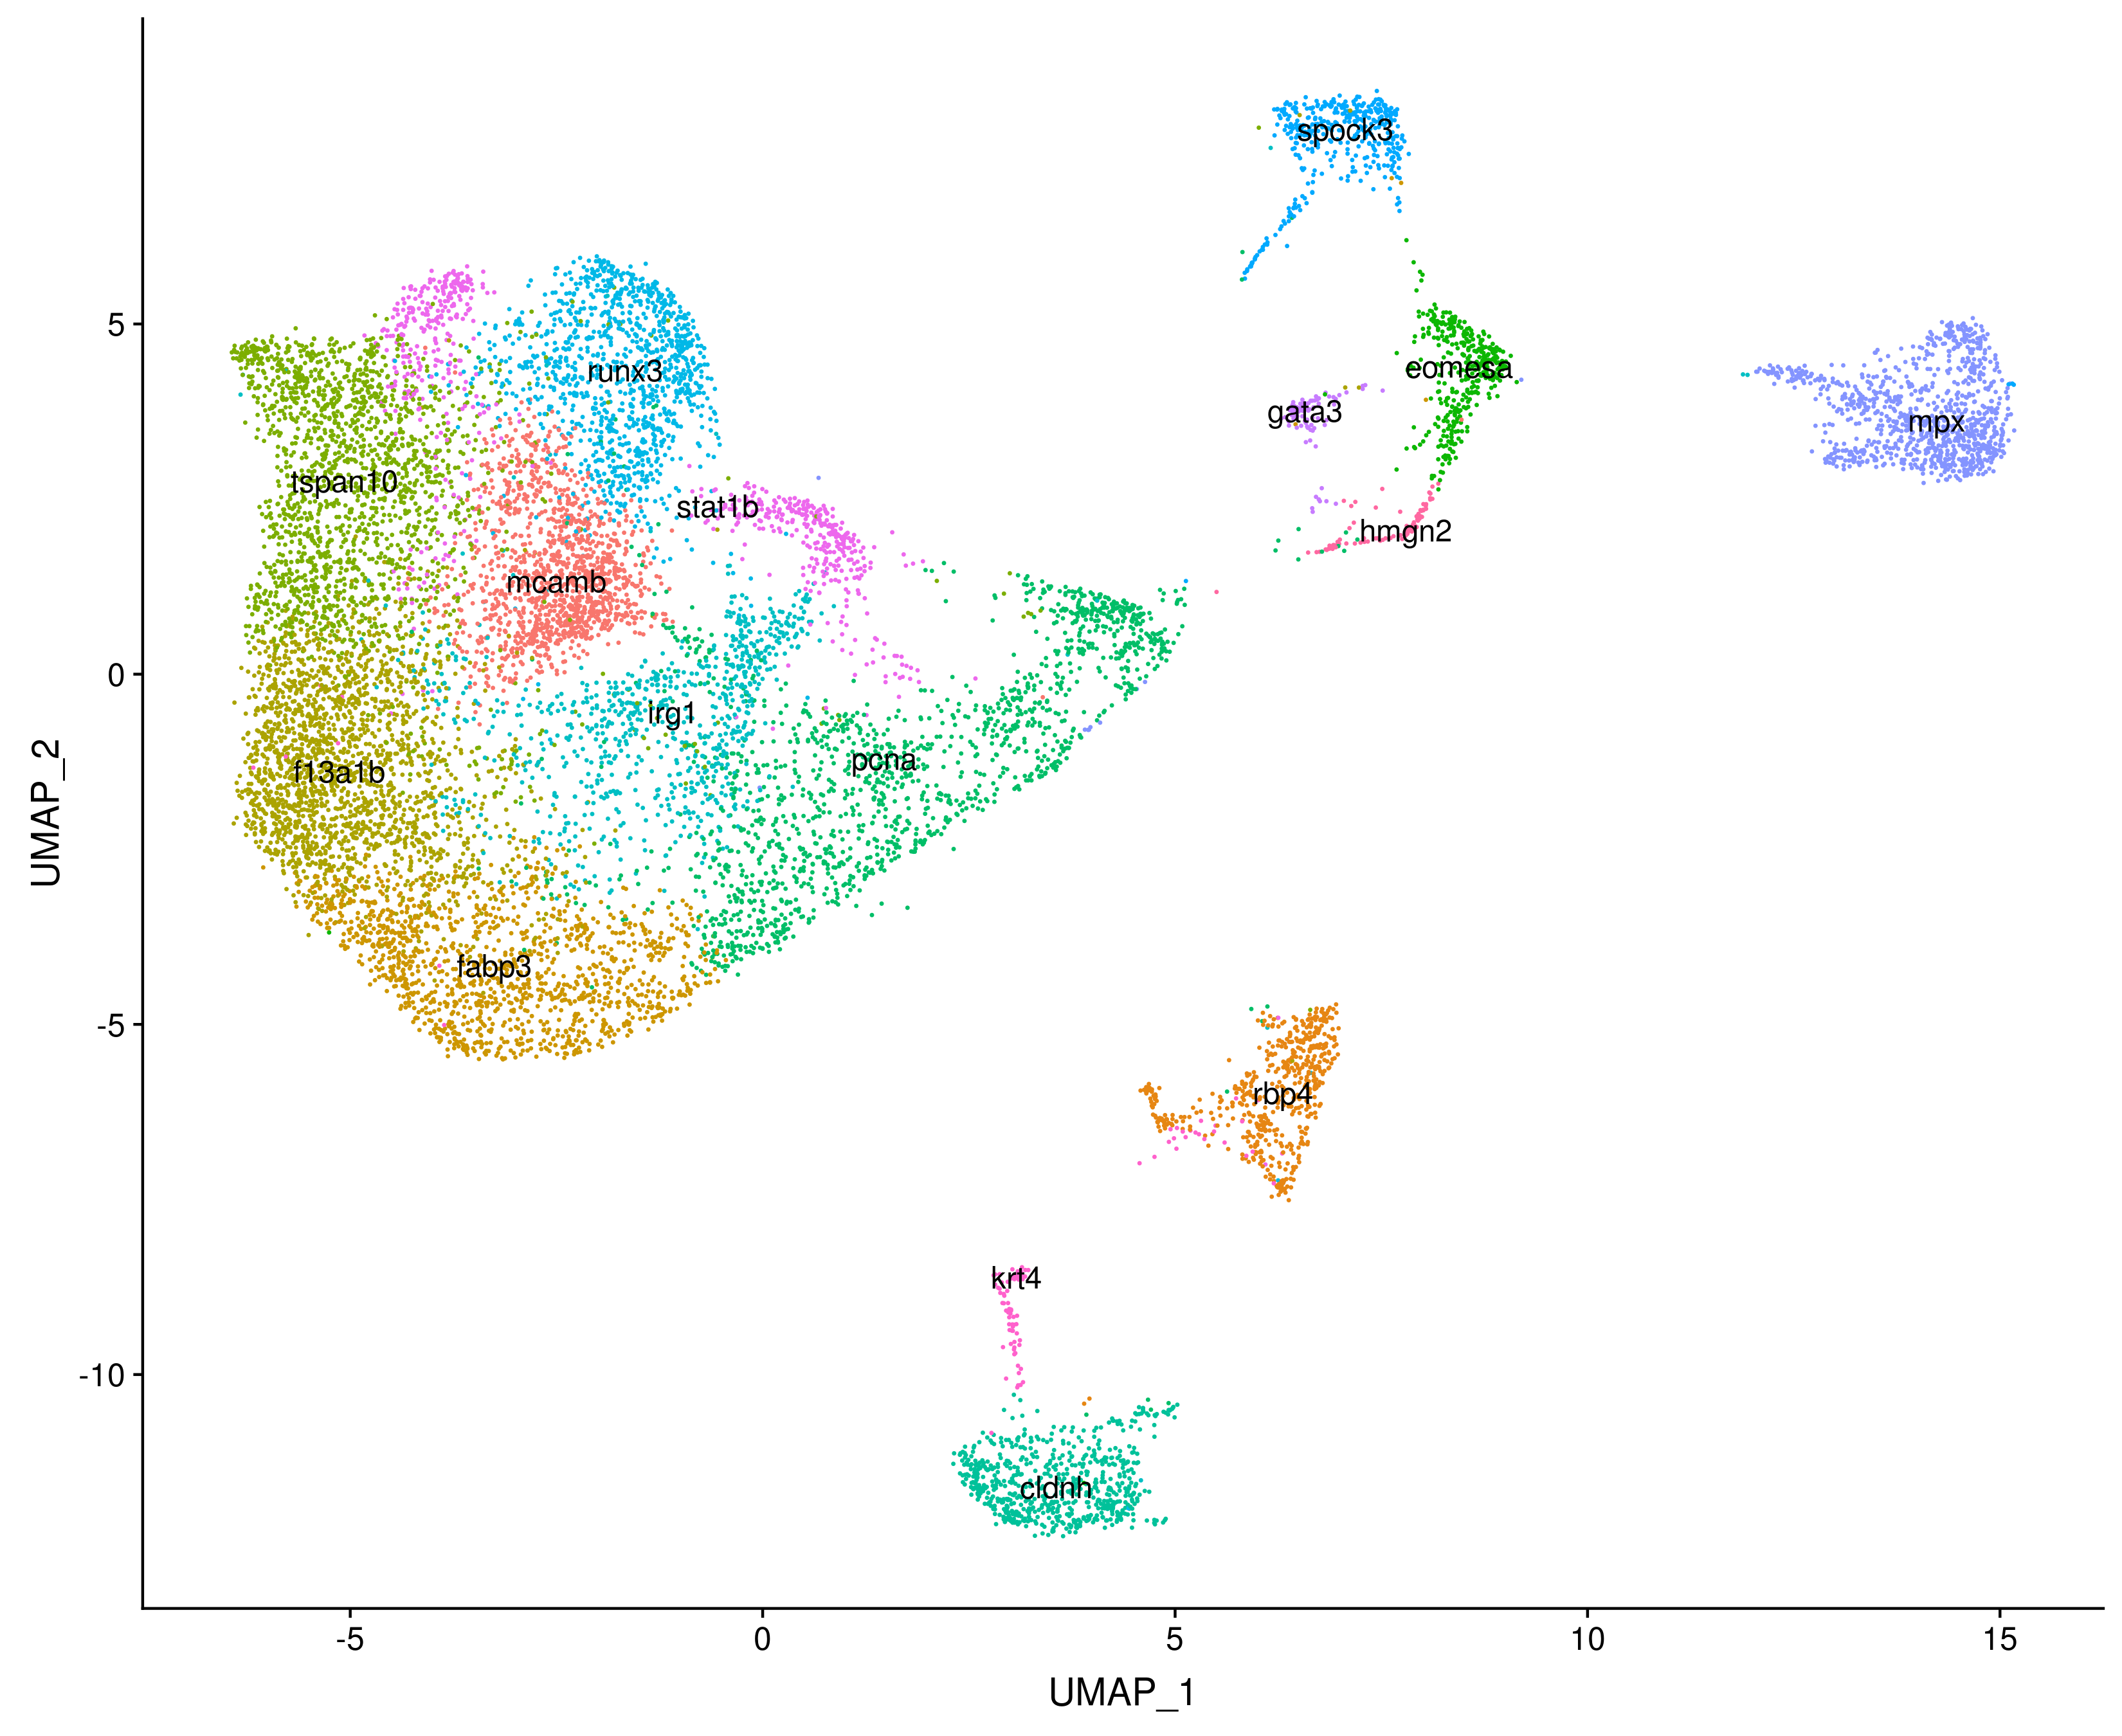 spock3
5
runx3
eomesa
gata3
mpx
tspan10
stat1b
hmgn2
mcamb
0
irg1
pcna
f13a1b
UMAP_2
fabp3
-5
rbp4
krt4
-10
cldnh
-5
0
5
10
15
UMAP_1